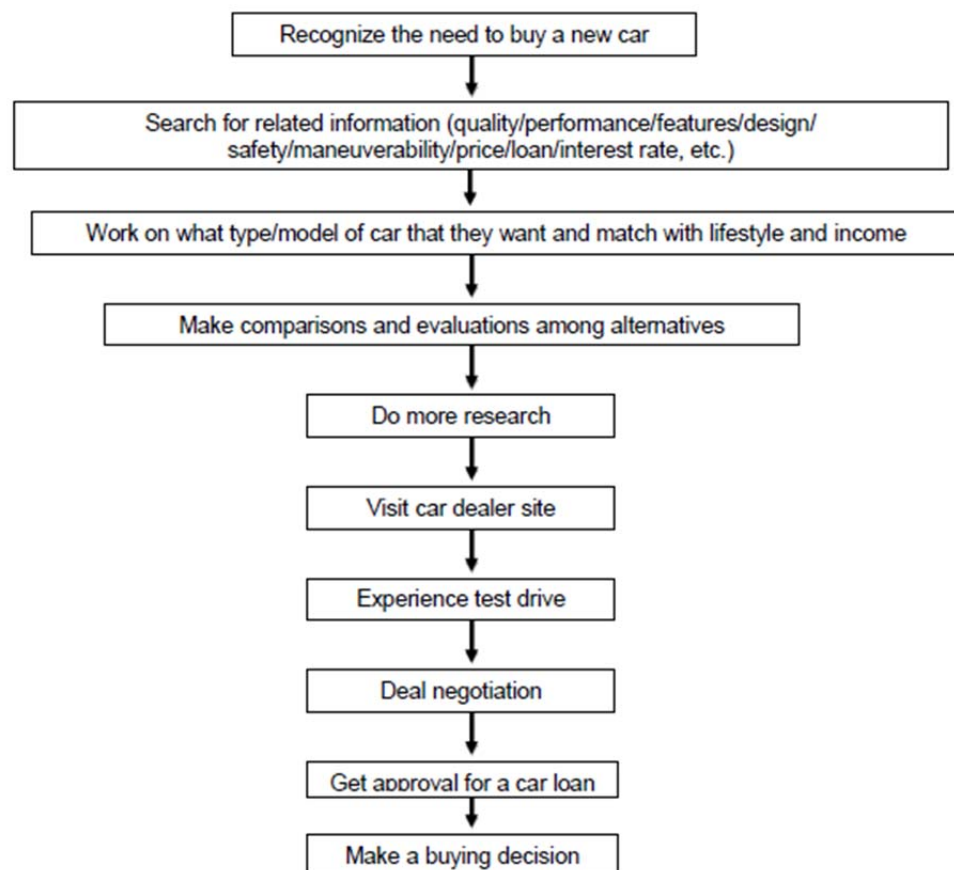 Recognize the need to buy a new car
Search for related information (quality/performance/features/design/
safety/maneuverability/price/loan/interest rate, etc.)
Work on what type/model of car that they want and match with lifestyle and income
Make comparisons and evaluations among alternatives
Do more research
Visit car dealer site
Experience test drive
Deal negotiation
Get approval for a car loan
Make a buying decision